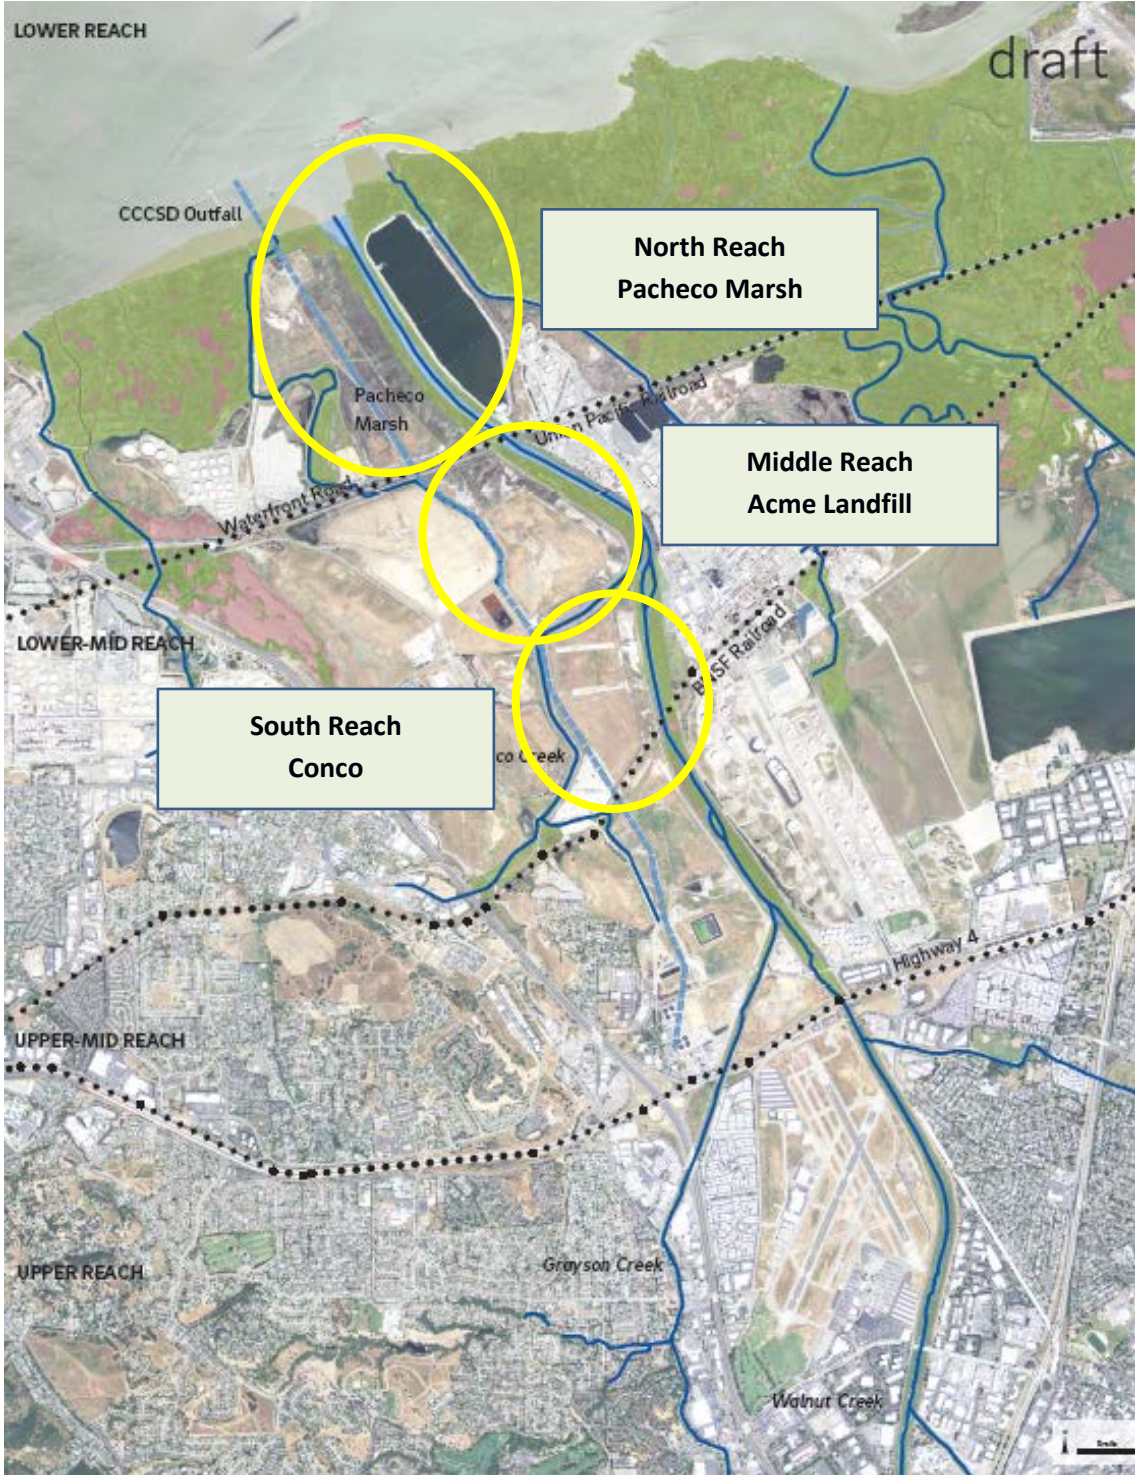 LOWER REACH
draft
CCCSD Outfall
North Reach
Pacheco Marsh
Pacheco
Marsh
Union Pacific Railroad
Middle Reach
Acme Landfill
Waterfront Road
LOWER-MID REACH
BNSF Railroad
South Reach
Conco
co Creek
Highway 4
UPPER-MID REACH
Grayson Creek
UPPER REACH
Walnut Creek